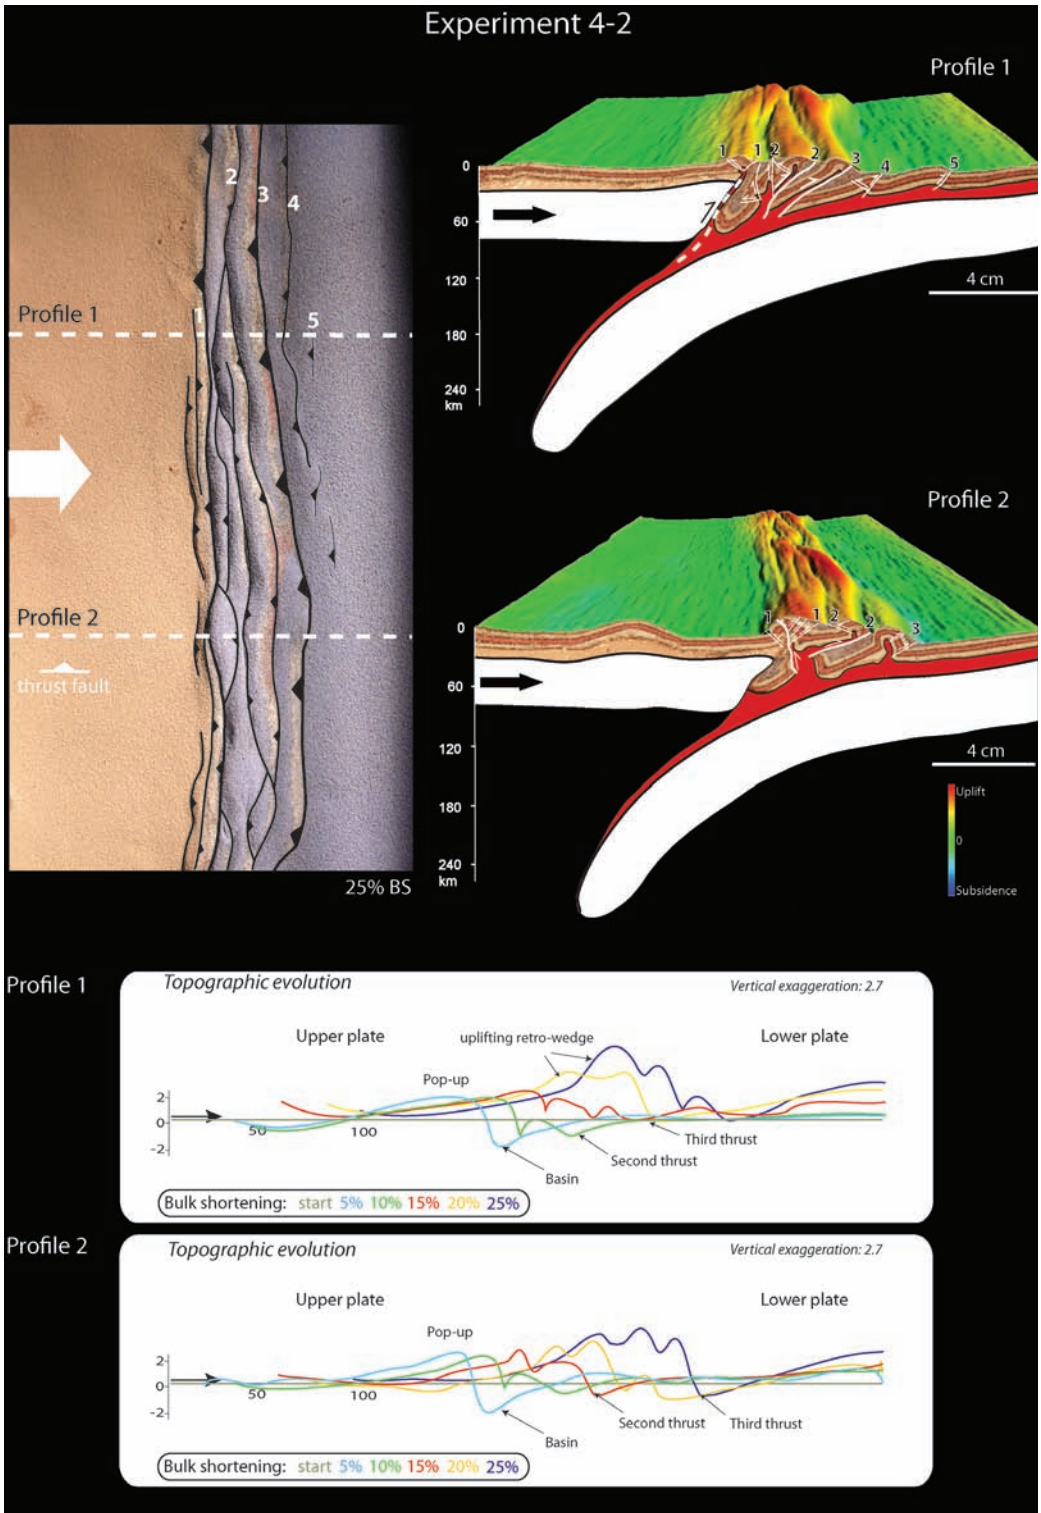 Experiment 4-2
Profile 1
2
3
4
Profile 1
1
5
Profile 2
thrust fault
25% BS
1 1 2 2 3 4 5
0
60
120
180
240
km
4 cm
Profile 2
1 1 2 2 3
0
60
120
180
240
km
4 cm
Uplift
0
Subsidence
Profile 1
Topographic evolution
Vertical exaggeration: 2.7
Upper plate
uplifting retro-wedge
Lower plate
Pop-up
2
0
-2
50
100
Third thrust
Second thrust
Basin
Bulk shortening: start 5% 10% 15% 20% 25%
Profile 2
Topographic evolution
Vertical exaggeration: 2.7
Upper plate
Lower plate
Pop-up
2
0
-2
50
100
Second thrust
Third thrust
Basin
Bulk shortening: start 5% 10% 15% 20% 25%